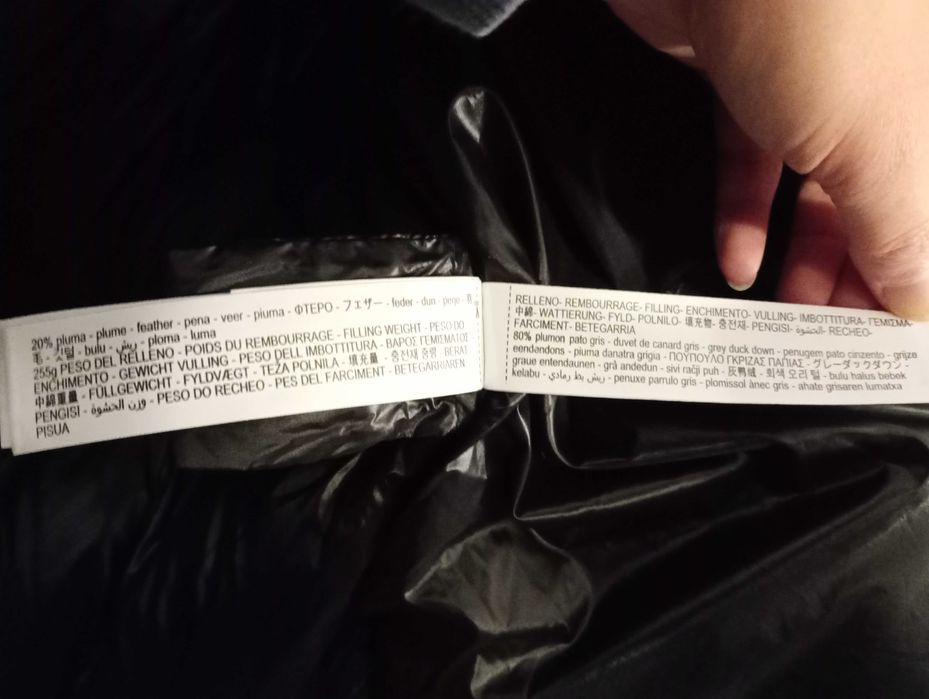 20% pluma - plume - feather - pena - veer - piuma - ΦΤΕΡΟ - フェザー - feder - dun - perje - 羽
毛 - 깃털 - bulu - ريش - ploma - luma
255g PESO DEL RELLENO - POIDS DU REMBOURRAGE - FILLING WEIGHT - PESO DO
ENCHIMENTO - GEWICHT VULLING - PESO DELL IMBOTTITURA - ΒΑΡΟΣ ΓΕΜΙΣΜΑΤΟΣ
中綿重量 - FÜLLGEWICHT - FYLDVÆGT - TEŽA POLNILA - 填充量 - 충전재 중량 - BERAT
PENGISI - وزن الحشوة - PESO DO RECHEO - PES DEL FARCIMENT - BETEGARRIAREN
PISUA
RELLENO- REMBOURRAGE- FILLING- ENCHIMENTO- VULLING- IMBOTTITURA- ΓΕΜΙΣΜΑ-
中綿- WATTIERUNG- FYLD- POLNILO- 填充物- 충전재- PENGISI- الحشوة- RECHEO-
FARCIMENT- BETEGARRIA
80% plumon pato gris - duvet de canard gris - grey duck down - penugem pato cinzento - grijze
eendendons - piuma danatra grigia - ΠΟΥΠΟΥΛΟ ΓΚΡΙΖΑΣ ΠΑΠΙΑΣ - グレーダックダウン -
graue entendaunen - grå andedun - sivi račji puh - 灰鸭绒 - 회색 오리 털 - bulu halus bebek
kelabu - ريش بط رمادي - penuxe parrulo gris - plomissol ànec gris - ahate grisaren lumatxa